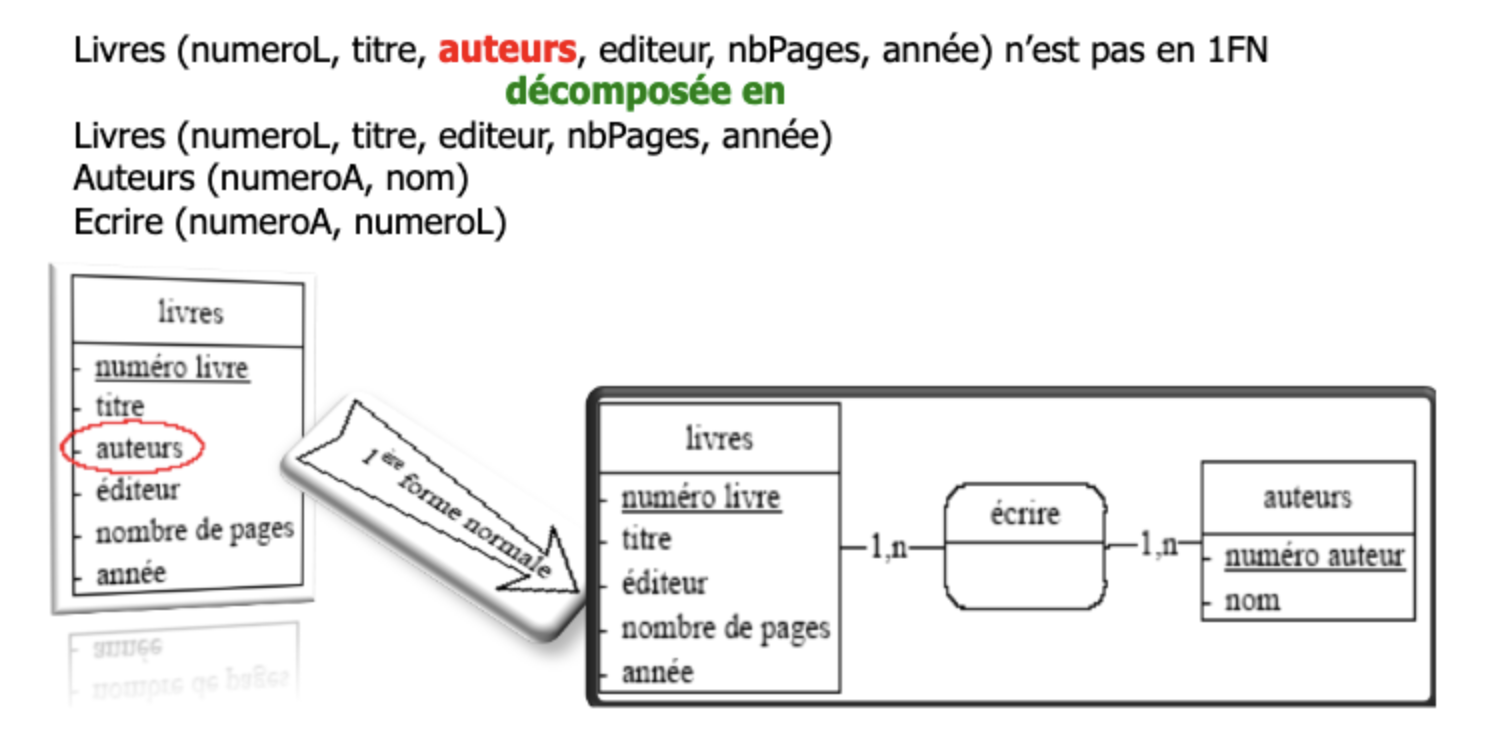 Livres (numeroL, titre, auteurs, editeur, nbPages, année) n'est pas en 1FN
décomposée en
Livres (numeroL, titre, editeur, nbPages, année)
Auteurs (numeroA, nom)
Ecrire (numeroA, numeroL)
livres
- numéro livre
- titre
- auteurs
- éditeur
- nombre de pages
- année
1 ère forme normale
livres
- numéro livre
- titre
- éditeur
- nombre de pages
- année
1,n
écrire
1,n
auteurs
- numéro auteur
- nom